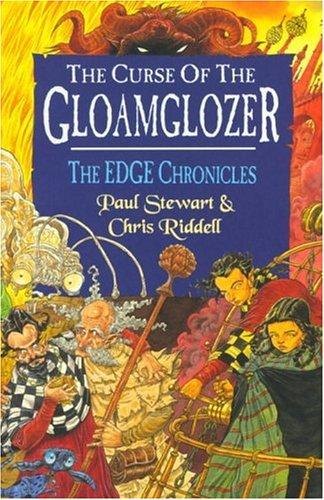 THE CURSE OF THE
GLOAMGLOZER
THE EDGE CHRONICLES
Paul Stewart &
Chris Riddell